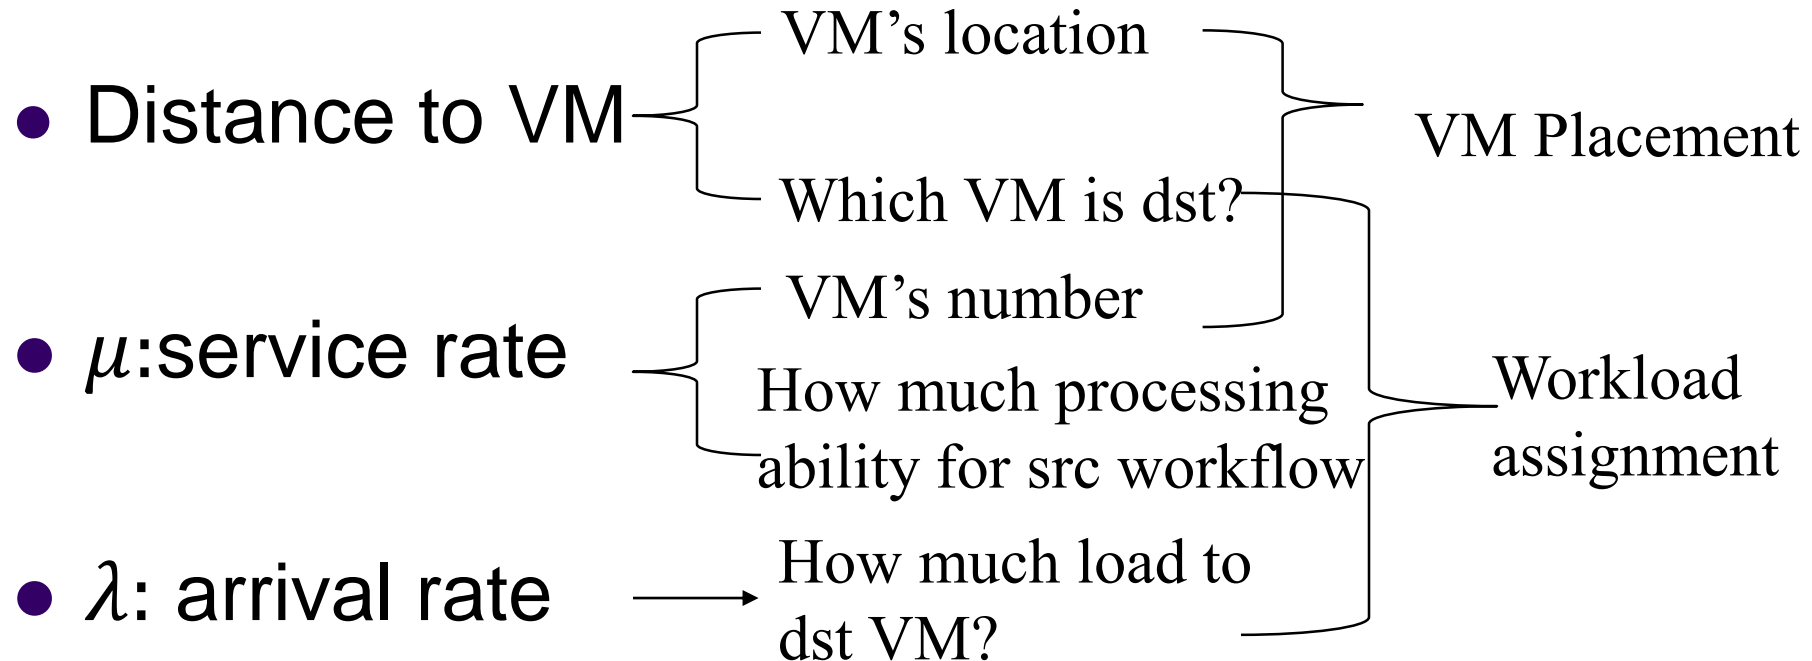 VM’s location
● Distance to VM
VM Placement
Which VM is dst?
VM’s number
● μ:service rate
How much processing
ability for src workflow
Workload
assignment
● λ: arrival rate
How much load to
dst VM?